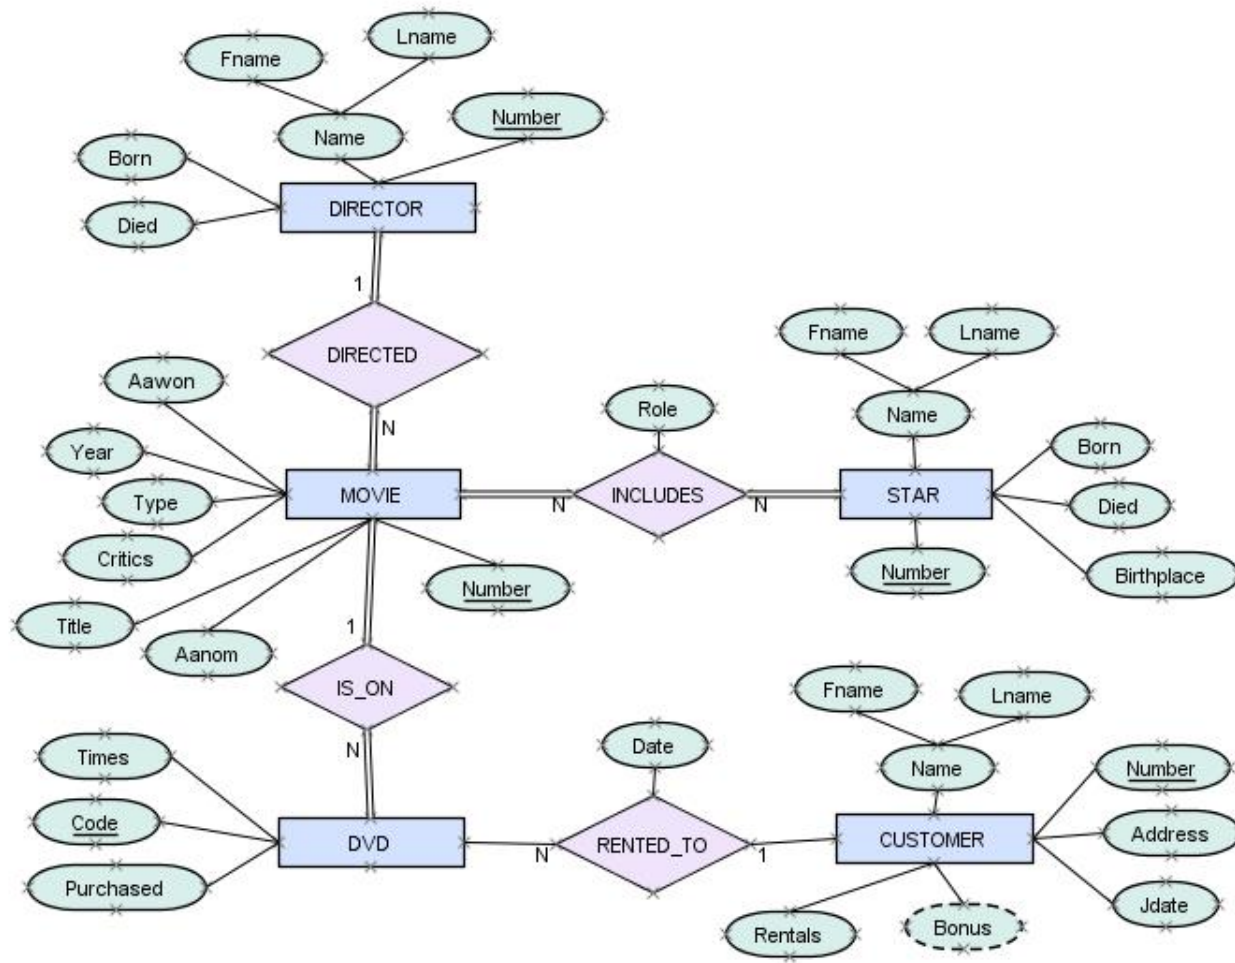 Lname
Fname
Number
Name
Born
DIRECTOR
Died
1
DIRECTED
Fname
Lname
Aawon
Role
Name
N
Year
Born
MOVIE
INCLUDES
STAR
Type
N
N
Died
Critics
Number
Number
Birthplace
Title
1
Aanom
IS_ON
Fname
Lname
N
Date
Times
Name
Number
Code
Address
DVD
RENTED_TO
CUSTOMER
N
1
Purchased
Jdate
Rentals
Bonus